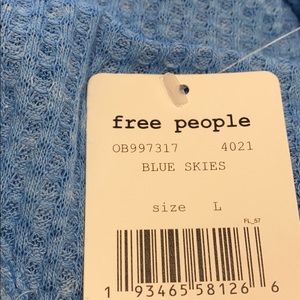 free people
OB997317 4021
BLUE SKIES
size L
FL_57
1 93465 58126 6